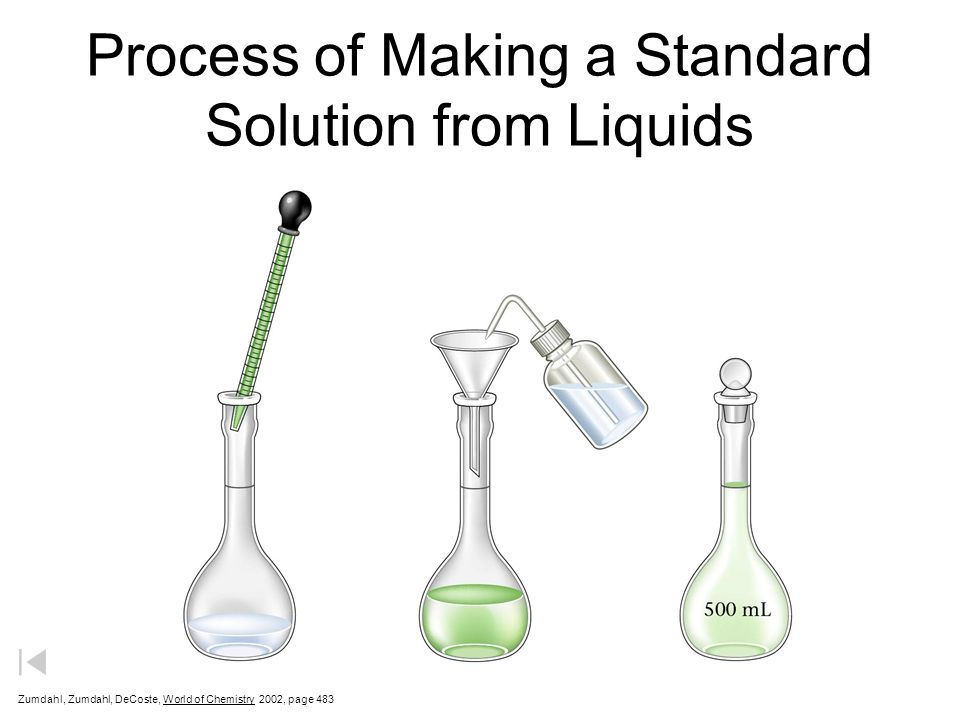 Process of Making a Standard
Solution from Liquids
500 mL
Zumdahl, Zumdahl, DeCoste, World of Chemistry 2002, page 483